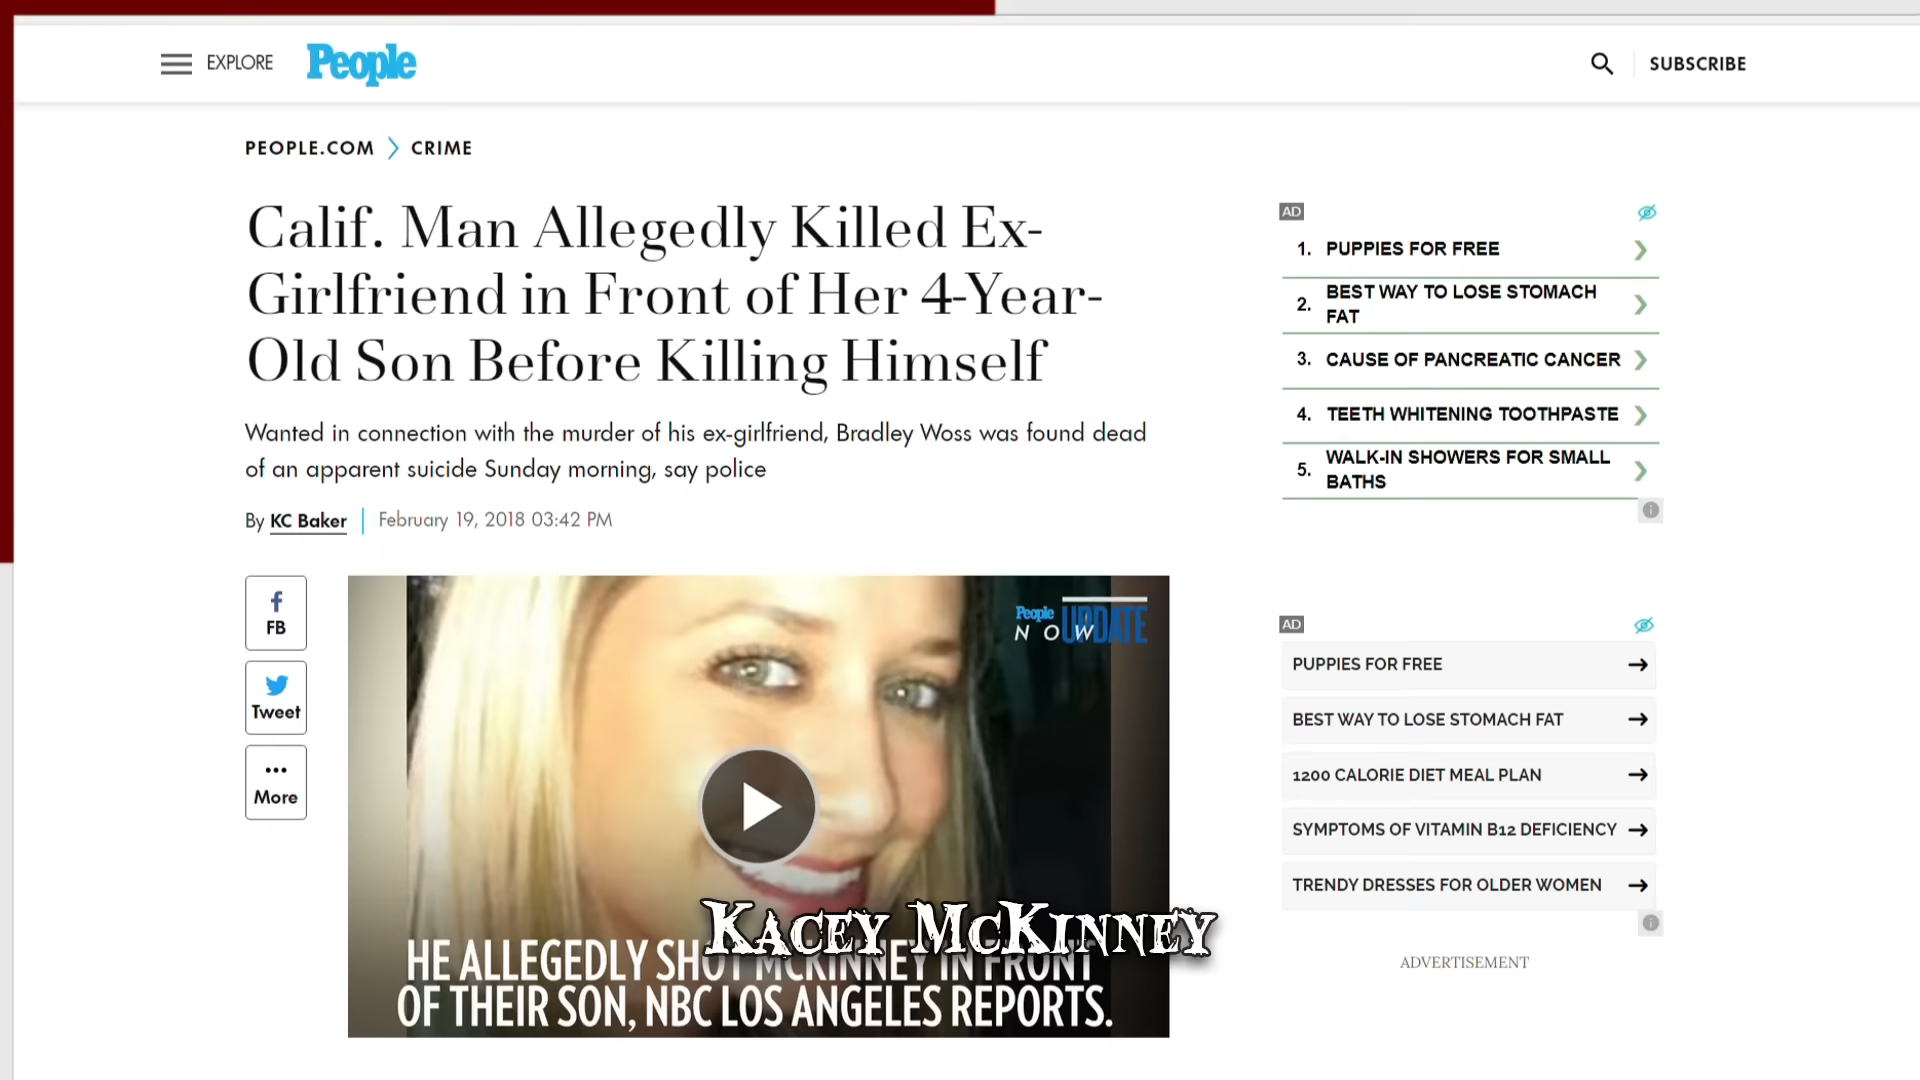 EXPLORE
People
SUBSCRIBE
PEOPLE.COM
CRIME
Calif. Man Allegedly Killed Ex-
Girlfriend in Front of Her 4-Year-
Old Son Before Killing Himself
Wanted in connection with the murder of his ex-girlfriend, Bradley Woss was found dead
of an apparent suicide Sunday morning, say police
By KC Baker
February 19, 2018 03:42 PM
FB
Tweet
More
People
NOW
UPDATE
KACEY MCKINNEY
HE ALLEGEDLY SHOT MCKINNEY IN FRONT
OF THEIR SON, NBC LOS ANGELES REPORTS.
AD
1. PUPPIES FOR FREE
2. BEST WAY TO LOSE STOMACH
FAT
3. CAUSE OF PANCREATIC CANCER
4. TEETH WHITENING TOOTHPASTE
5. WALK-IN SHOWERS FOR SMALL
BATHS
AD
PUPPIES FOR FREE
BEST WAY TO LOSE STOMACH FAT
1200 CALORIE DIET MEAL PLAN
SYMPTOMS OF VITAMIN B12 DEFICIENCY
TRENDY DRESSES FOR OLDER WOMEN
ADVERTISEMENT